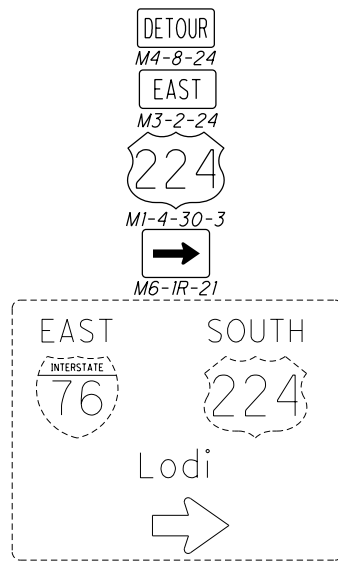 DETOUR
M4-8-24
EAST
M3-2-24
224
M1-4-30-3
M6-1R-21
EAST SOUTH
INTERSTATE
76 224
Lodi